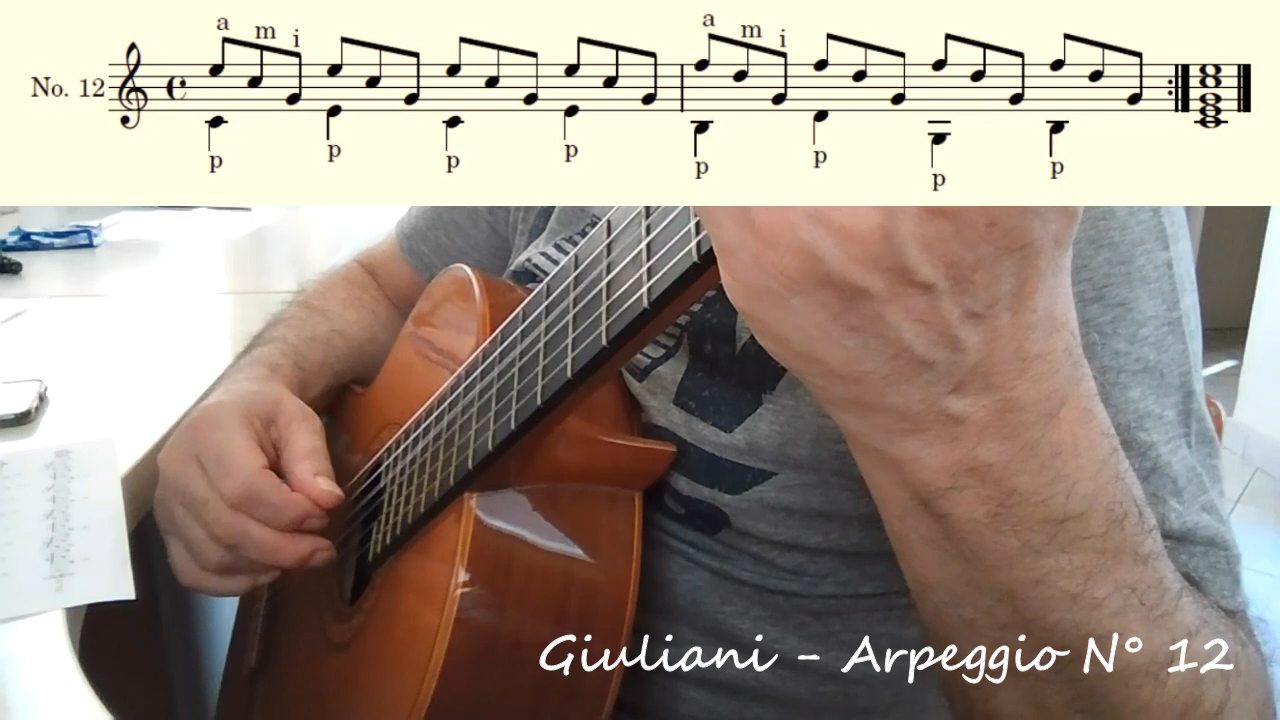 a m i a m i
No. 12
p p p p p p p p
Giuliani - Arpeggio N° 12